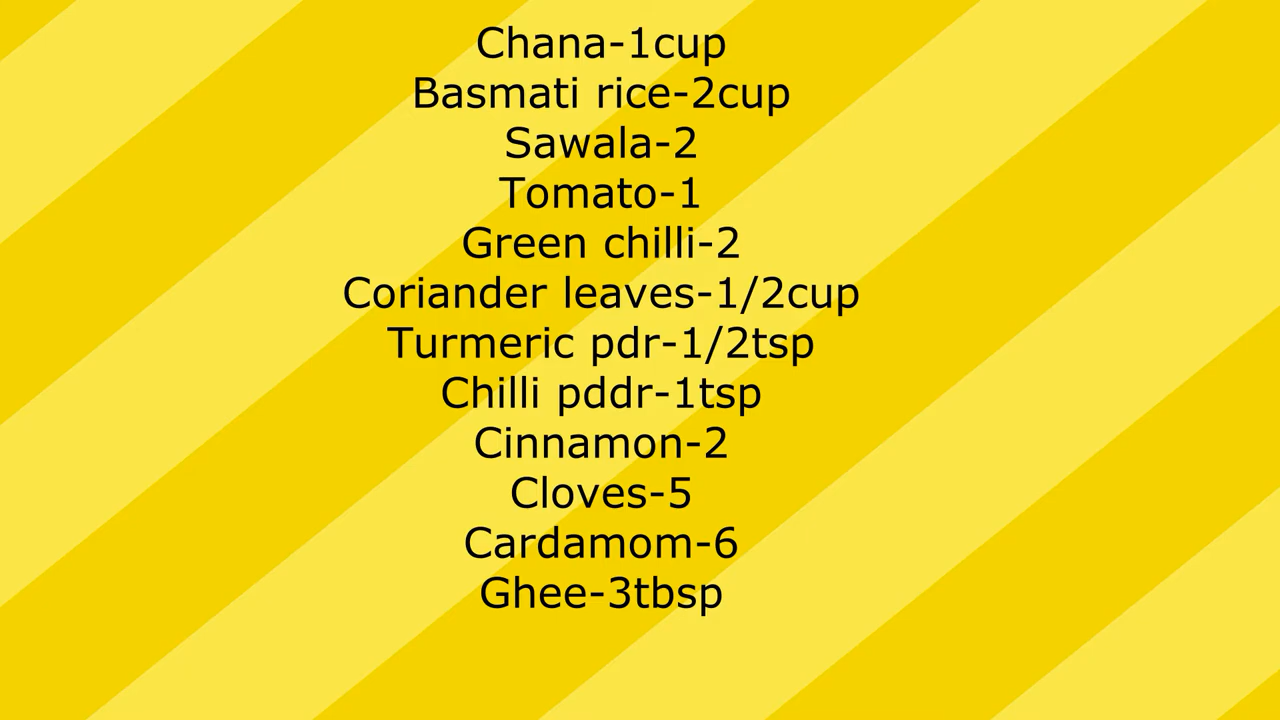 Chana-1cup
Basmati rice-2cup
Sawala-2
Tomato-1
Green chilli-2
Coriander leaves-1/2cup
Turmeric pdr-1/2tsp
Chilli pddr-1tsp
Cinnamon-2
Cloves-5
Cardamom-6
Ghee-3tbsp